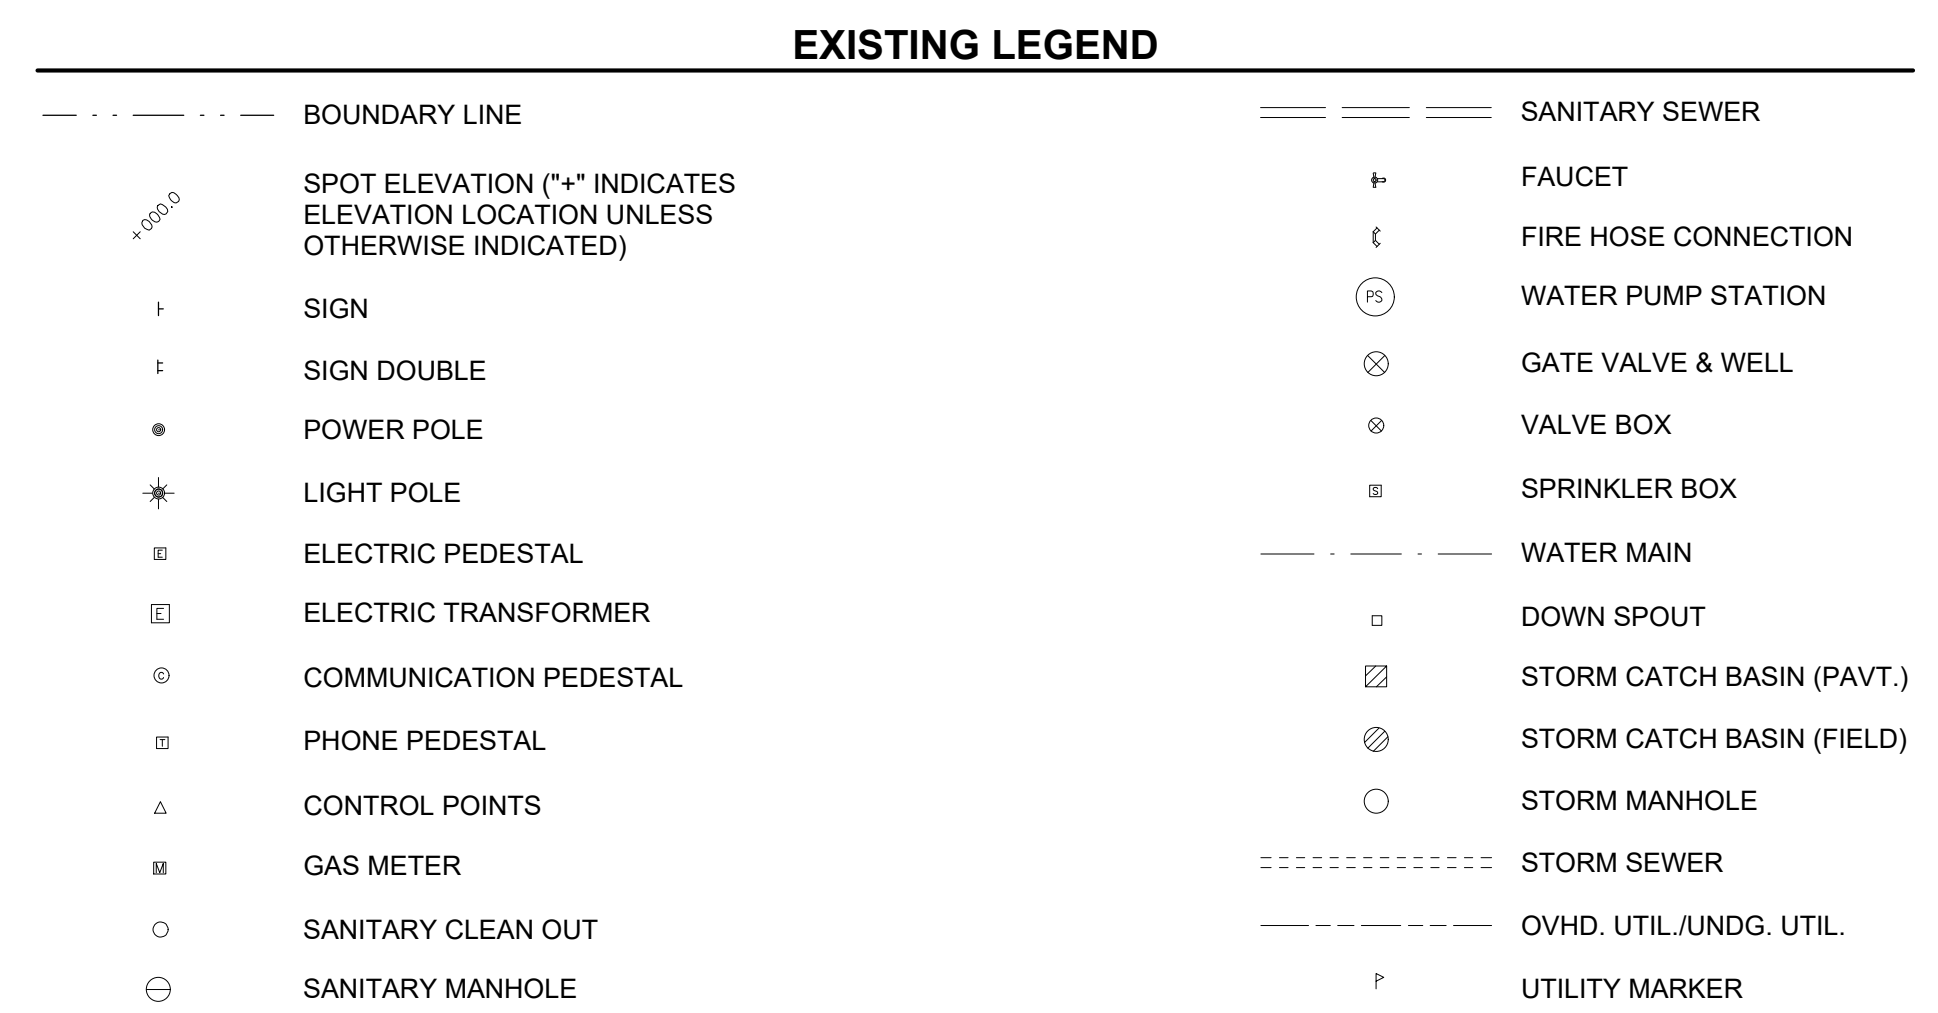 EXISTING LEGEND
BOUNDARY LINE
+000.0
SPOT ELEVATION ("+" INDICATES
ELEVATION LOCATION UNLESS
OTHERWISE INDICATED)
SIGN
SIGN DOUBLE
POWER POLE
LIGHT POLE
E ELECTRIC PEDESTAL
E ELECTRIC TRANSFORMER
C COMMUNICATION PEDESTAL
T PHONE PEDESTAL
CONTROL POINTS
M GAS METER
SANITARY CLEAN OUT
SANITARY MANHOLE
SANITARY SEWER
FAUCET
FIRE HOSE CONNECTION
PS WATER PUMP STATION
GATE VALVE & WELL
VALVE BOX
S SPRINKLER BOX
WATER MAIN
DOWN SPOUT
STORM CATCH BASIN (PAVT.)
STORM CATCH BASIN (FIELD)
STORM MANHOLE
STORM SEWER
OVHD. UTIL./UNDG. UTIL.
UTILITY MARKER